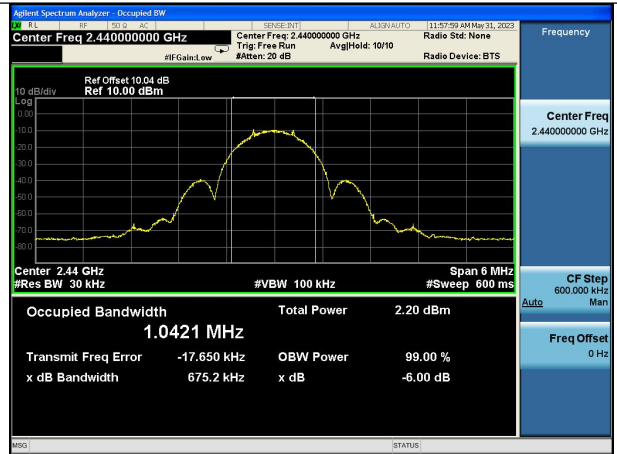 Agilent Spectrum Analyzer - Occupied BW
RL RF 50 Ω AC SENSE:INT ALIGN AUTO 11:57:59 AM May 31, 2023
Center Freq 2.440000000 GHz
Center Freq: 2.440000000 GHz
Radio Std: None
Trig: Free Run Avg|Hold: 10/10
#IFGain:Low
#Atten: 20 dB
Radio Device: BTS
Frequency
Ref Offset 10.04 dB
10 dB/div Ref 10.00 dBm
Log
0.00
-10.0
-20.0
-30.0
-40.0
-50.0
-60.0
-70.0
-80.0
Center 2.44 GHz Span 6 MHz
#Res BW 30 kHz #VBW 100 kHz #Sweep 600 ms
Occupied Bandwidth Total Power 2.20 dBm
1.0421 MHz
Transmit Freq Error -17.650 kHz OBW Power 99.00 %
x dB Bandwidth 675.2 kHz x dB -6.00 dB
Center Freq
2.440000000 GHz
CF Step
600.000 kHz
Auto Man
Freq Offset
0 Hz
MSG STATUS